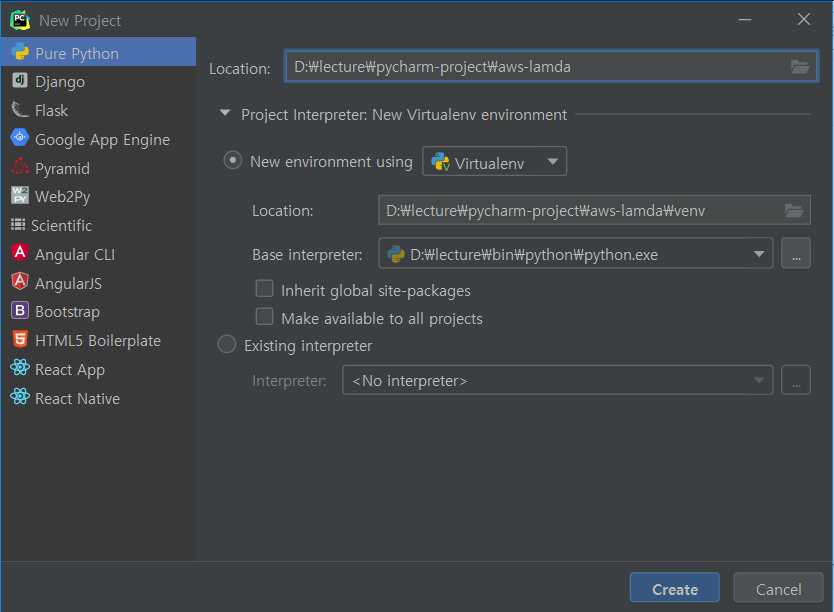 New Project
Pure Python
Django
Flask
Google App Engine
Pyramid
Web2Py
Scientific
Angular CLI
AngularJS
Bootstrap
HTML5 Boilerplate
React App
React Native
Location: D:₩lecture₩pycharm-project₩aws-lamda
Project Interpreter: New Virtualenv environment
New environment using Virtualenv
Location: D:₩lecture₩pycharm-project₩aws-lamda₩venv
Base interpreter: D:₩lecture₩bin₩python₩python.exe ...
Inherit global site-packages
Make available to all projects
Existing interpreter
Interpreter: <No interpreter> ...
Create Cancel